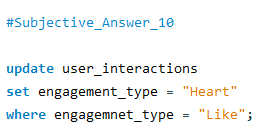 #Subjective_Answer_10
update user_interactions
set engagement_type = "Heart"
where engagemnet_type = "Like";